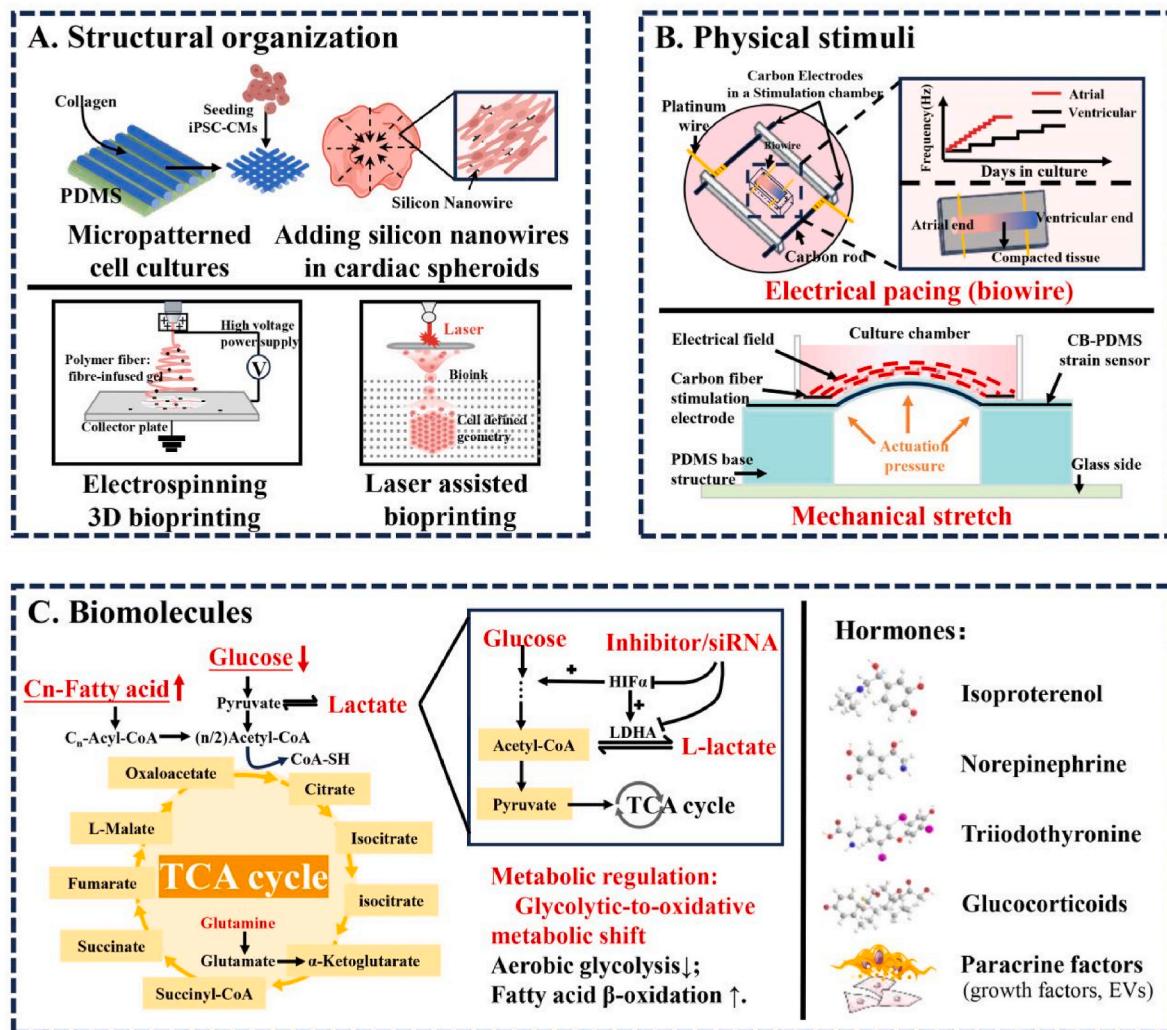 A. Structural organization
Collagen
Seeding
iPSC-CMs
PDMS
Silicon Nanowire
Micropatterned
cell cultures
Adding silicon nanowires
in cardiac spheroids
High voltage
power supply
V
Polymer fiber:
fibre-infused gel
Collector plate
Electrospinning
3D bioprinting
Laser
Bioink
Cell defined
geometry
Laser assisted
bioprinting
B. Physical stimuli
Carbon Electrodes
in a Stimulation chamber
Platinum
wire
Biowire
Carbon rod
Frequency(Hz)
Atrial
Ventricular
Days in culture
Atrial end
Ventricular end
Compacted tissue
Electrical pacing (biowire)
Electrical field
Culture chamber
CB-PDMS
strain sensor
Carbon fiber
stimulation
electrode
Actuation
pressure
PDMS base
structure
Glass side
Mechanical stretch
C. Biomolecules
Glucose ↓
Cn-Fatty acid ↑
Pyruvate
Lactate
Cn-Acyl-CoA
(n/2)Acetyl-CoA
CoA-SH
Oxaloacetate
Citrate
L-Malate
Isocitrate
Fumarate
TCA cycle
isocitrate
Glutamine
Succinate
Glutamate
α-Ketoglutarate
Succinyl-CoA
Glucose
Inhibitor/siRNA
+
HIFα
+
LDHA
Acetyl-CoA
L-lactate
Pyruvate
TCA cycle
Metabolic regulation:
Glycolytic-to-oxidative
metabolic shift
Aerobic glycolysis↓;
Fatty acid β-oxidation ↑.
Hormones:
Isoproterenol
Norepinephrine
Triiodothyronine
Glucocorticoids
Paracrine factors
(growth factors, EVs)